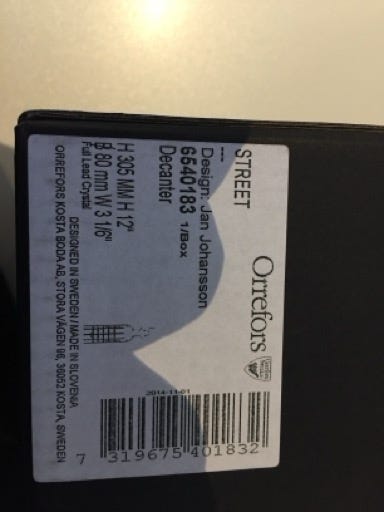 STREET
---
Design: Jan Johansson
6540183 1/Box
Decanter
H 305 MM H 12"
B 80 mm W 3 1/6"
Full Lead Crystal
DESIGNED IN SWEDEN / MADE IN SLOVENIA
ORREFORS KOSTA BODA AB, STORA VÄGEN 96, 36052 KOSTA, SWEDEN
Orrefors
2014-11-01
7 319675 401832